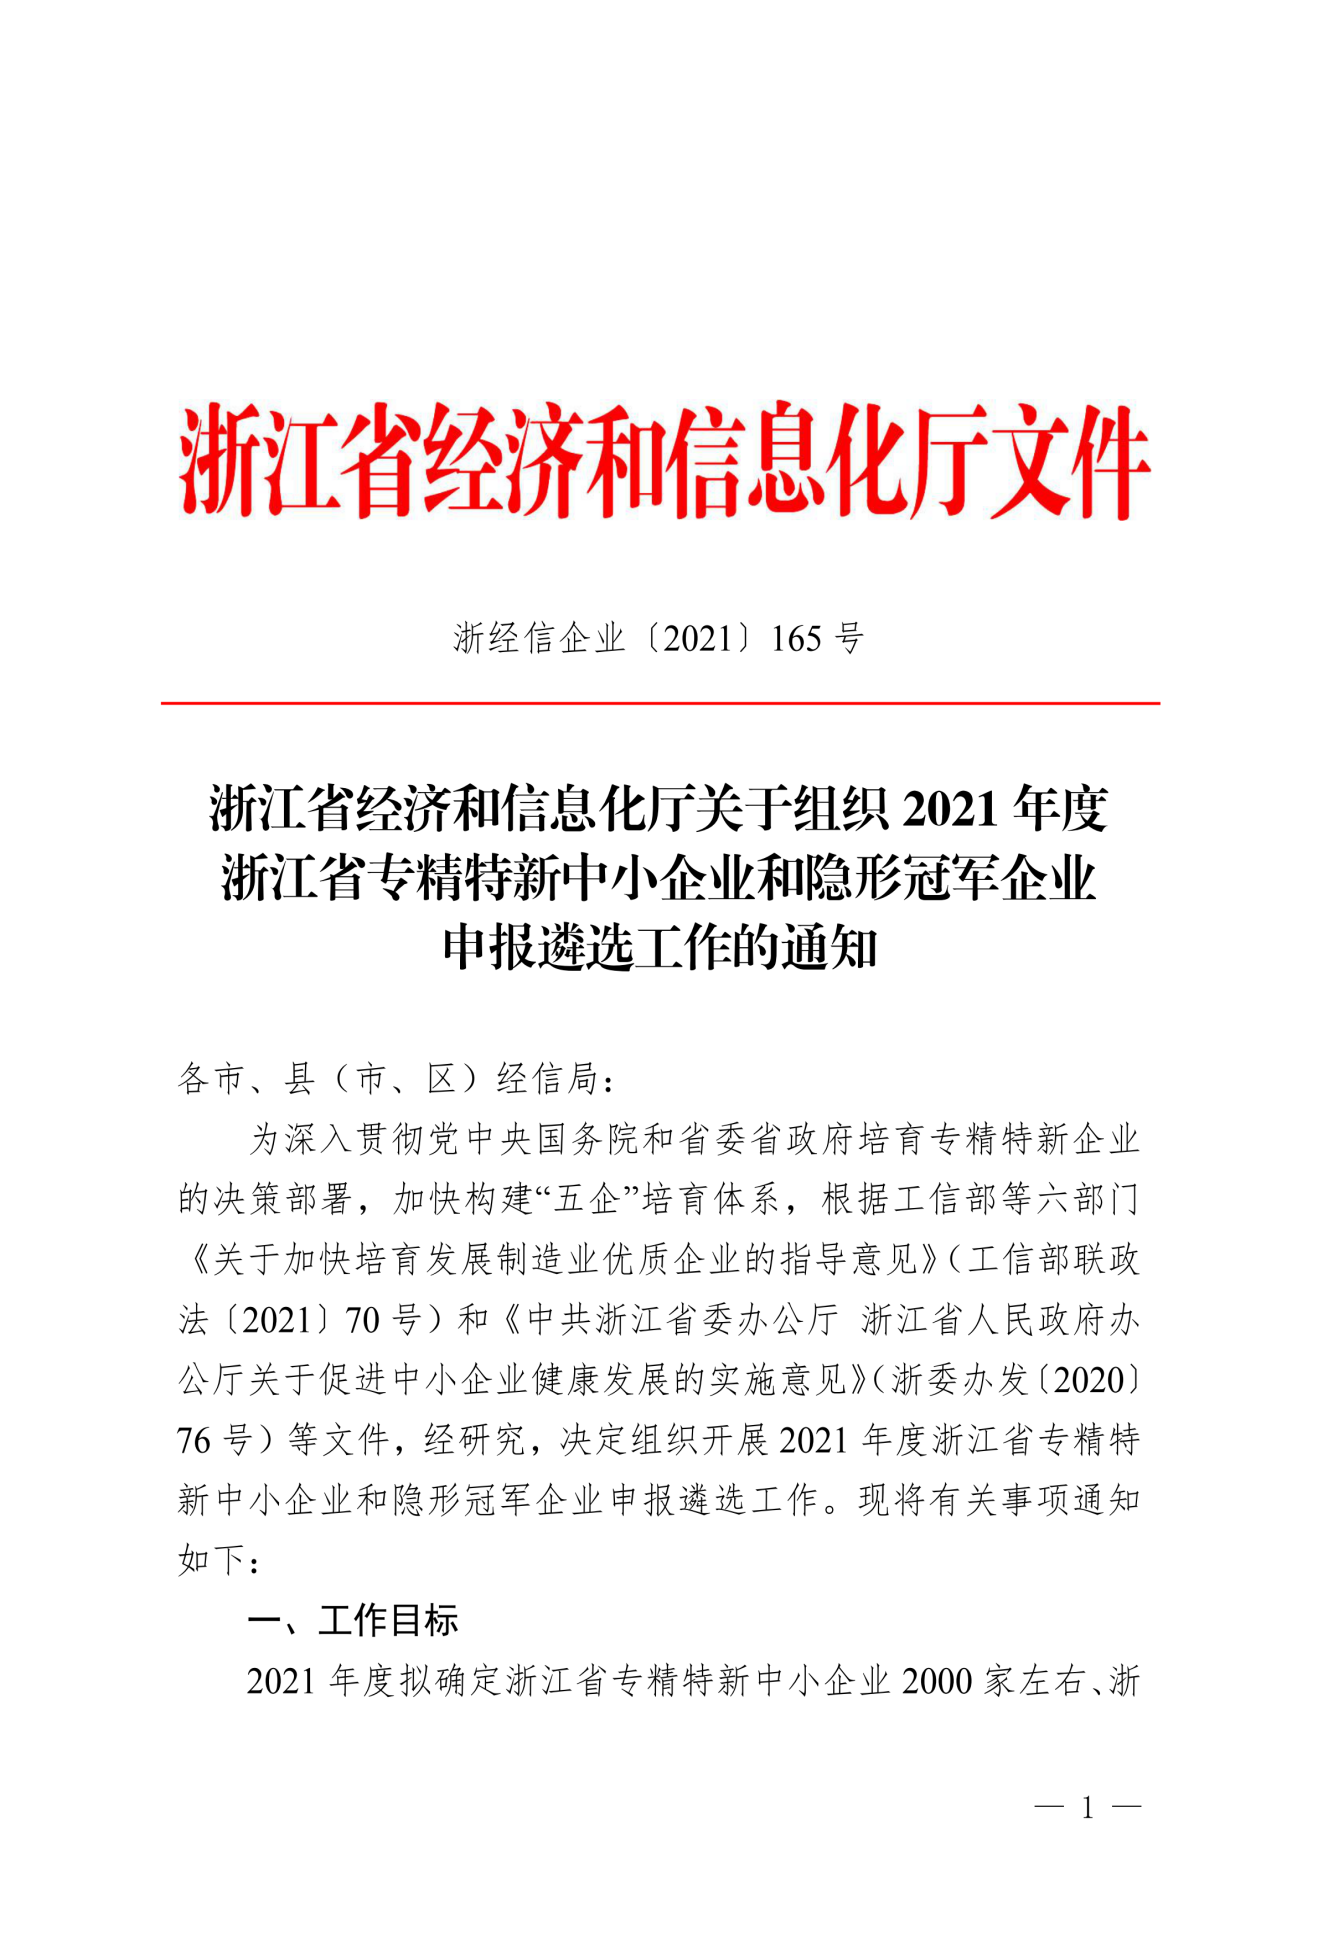 浙江省经济和信息化厅文件
浙经信企业〔2021〕165 号
浙江省经济和信息化厅关于组织 2021 年度
浙江省专精特新中小企业和隐形冠军企业
申报遴选工作的通知
各市、县（市、区）经信局：
为深入贯彻党中央国务院和省委省政府培育专精特新企业
的决策部署，加快构建“五企”培育体系，根据工信部等六部门
《关于加快培育发展制造业优质企业的指导意见》（工信部联政
法〔2021〕70 号）和《中共浙江省委办公厅 浙江省人民政府办
公厅关于促进中小企业健康发展的实施意见》（浙委办发〔2020〕
76 号）等文件，经研究，决定组织开展 2021 年度浙江省专精特
新中小企业和隐形冠军企业申报遴选工作。现将有关事项通知
如下：
一、工作目标
2021 年度拟确定浙江省专精特新中小企业 2000 家左右、浙
— 1 —